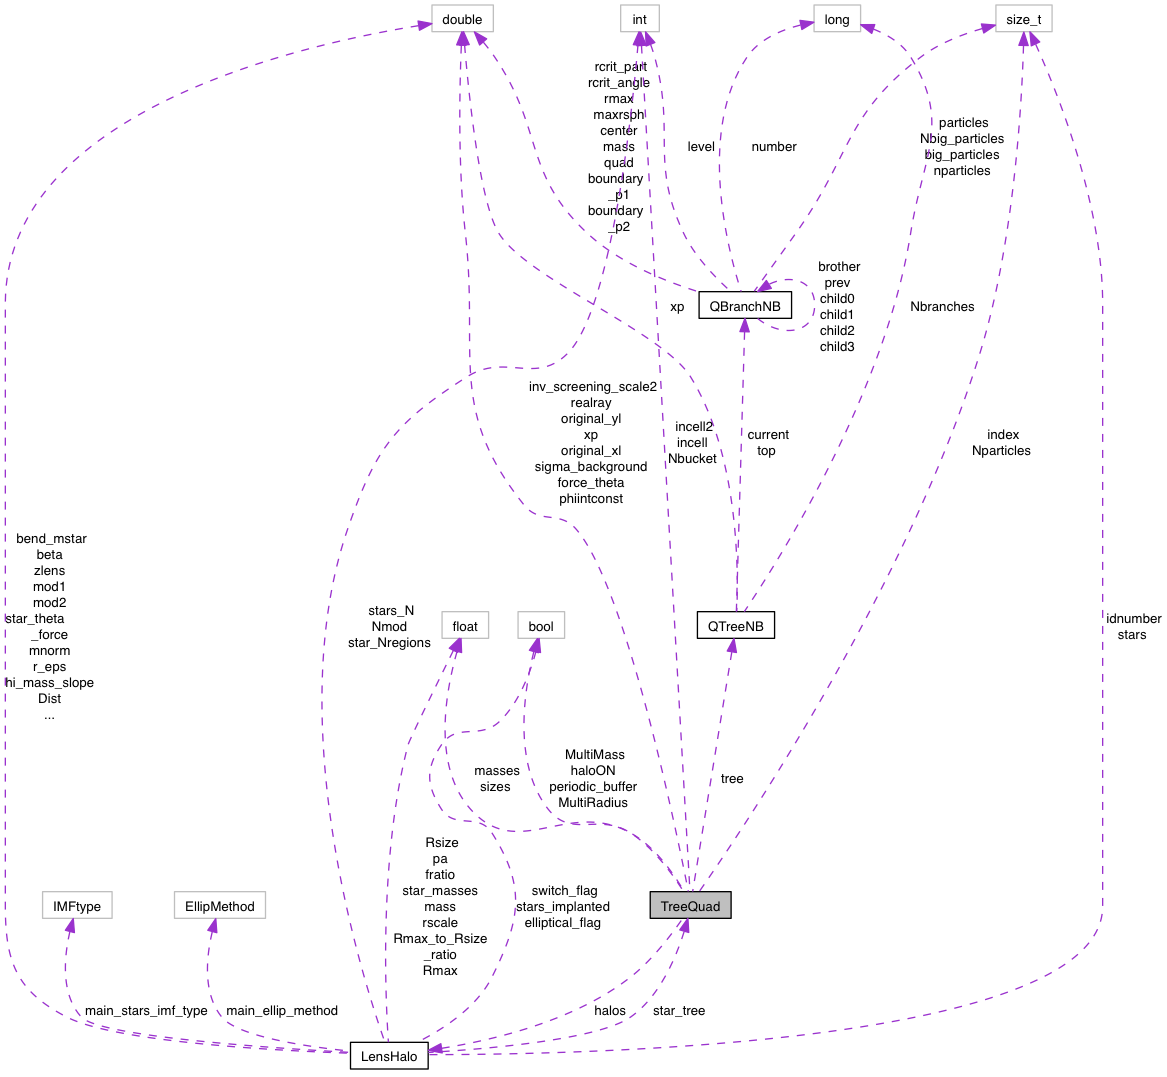 double
int
long
size_t
rcrit_part
rcrit_angle
rmax
maxrsph
center
mass
quad
boundary
_p1
boundary
_p2
level
number
particles
Nbig_particles
big_particles
nparticles
brother
prev
child0
child1
child2
child3
QBranchNB
xp
Nbranches
inv_screening_scale2
realray
original_yl
xp
original_xl
sigma_background
force_theta
phiintconst
incell2
incell
Nbucket
current
top
index
Nparticles
bend_mstar
beta
zlens
mod1
mod2
star_theta
_force
mnorm
r_eps
hi_mass_slope
Dist
...
stars_N
Nmod
star_Nregions
float
bool
QTreeNB
idnumber
stars
masses
sizes
MultiMass
haloON
periodic_buffer
MultiRadius
tree
Rsize
pa
fratio
star_masses
mass
rscale
Rmax_to_Rsize
_ratio
Rmax
switch_flag
stars_implanted
elliptical_flag
IMFtype
EllipMethod
TreeQuad
main_stars_imf_type
main_ellip_method
halos
star_tree
LensHalo